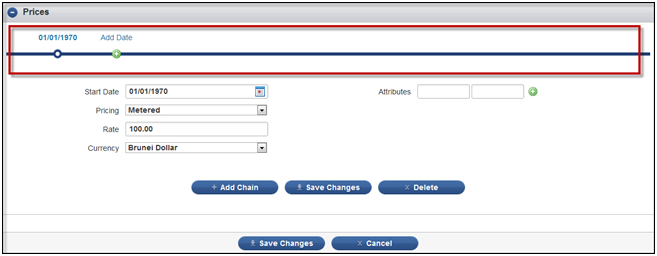 Prices
01/01/1970 Add Date
Start Date 01/01/1970 Attributes
Pricing Metered
Rate 100.00
Currency Brunei Dollar
Add Chain Save Changes Delete
Save Changes Cancel